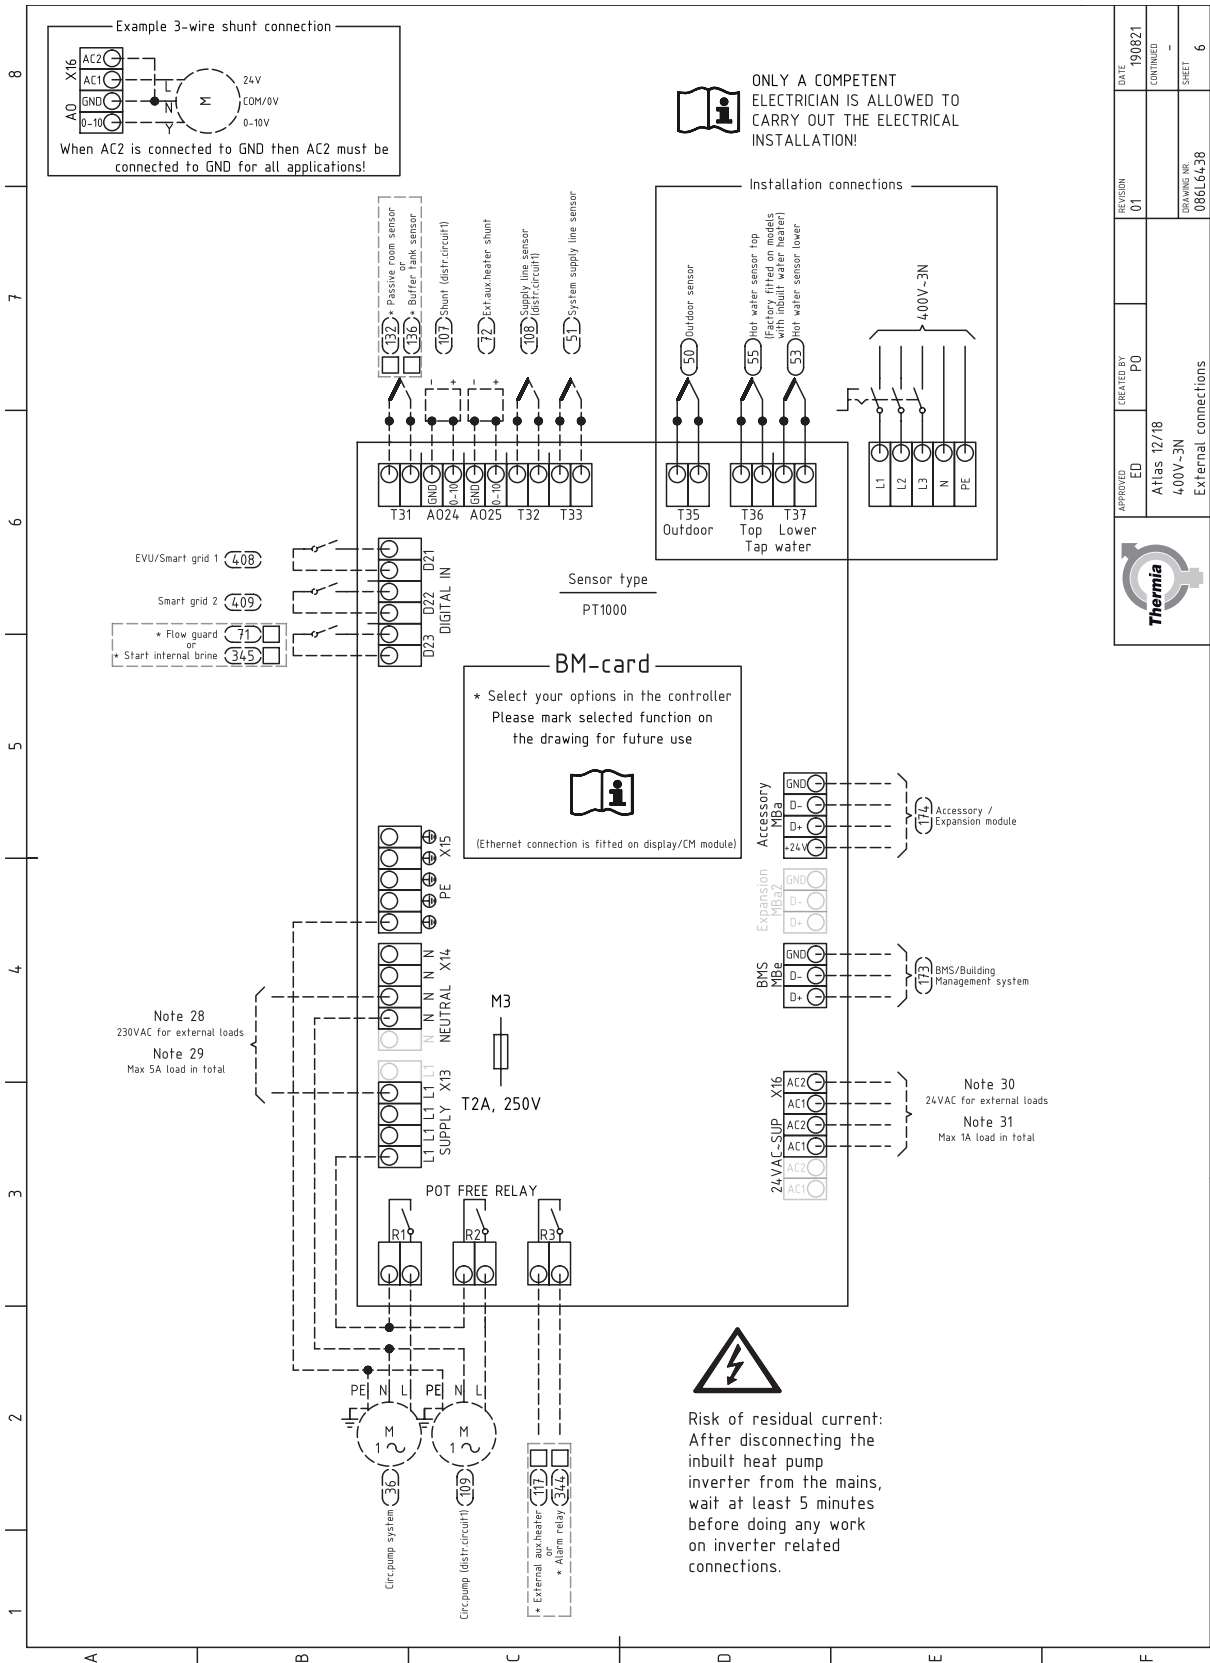 Example 3-wire shunt connection
X16
AO
AC2
AC1
GND
0-10
L
N
Y
M
24V
COM/0V
0-10V
When AC2 is connected to GND then AC2 must be
connected to GND for all applications!
ONLY A COMPETENT
ELECTRICIAN IS ALLOWED TO
CARRY OUT THE ELECTRICAL
INSTALLATION!
DATE
190821
CONTINUED
-
SHEET
6
REVISION
01
DRAWING NR.
086L6438
CREATED BY
PO
APPROVED
ED
Atlas 12/18
400V~3N
External connections
Thermia
Installation connections
132
* Passive room sensor
or
136
* Buffer tank sensor
107
Shunt (distr.circuit1)
72
Ext.aux.heater shunt
108
Supply line sensor
(distr.circuit1)
51
System supply line sensor
50
Outdoor sensor
55
Hot water sensor top
(Factory fitted on models
with inbuilt water heater)
53
Hot water sensor lower
400V~3N
- +
- +
GND
0-10
GND
0-10
T31
AO24
AO25
T32
T33
T35
Outdoor
T36
Top
T37
Lower
Tap water
L1
L2
L3
N
PE
EVU/Smart grid 1
408
Smart grid 2
409
* Flow guard
71
or
* Start internal brine
345
D21
D22
D23
DIGITAL IN
Sensor type
PT1000
BM-card
* Select your options in the controller
Please mark selected function on
the drawing for future use
(Ethernet connection is fitted on display/CM module)
Accessory
MBa
GND
D-
D+
+24V
174
Accessory /
Expansion module
Expansion
MBa2
GND
D-
D+
BMS
MBe
GND
D-
D+
173
BMS/Building
Management system
X15
PE
X14
NEUTRAL
N
N
N
N
N
M3
T2A, 250V
Note 28
230VAC for external loads
Note 29
Max 5A load in total
X13
SUPPLY
L1
L1
L1
L1
L1
X16
24VAC~SUP
AC2
AC1
AC2
AC1
AC2
AC1
Note 30
24VAC for external loads
Note 31
Max 1A load in total
POT FREE RELAY
R1
R2
R3
PE
N
L
PE
N
L
M
1
M
1
36
Circ.pump system
109
Circ.pump (distr.circuit1)
117
* External aux.heater
or
344
* Alarm relay
Risk of residual current:
After disconnecting the
inbuilt heat pump
inverter from the mains,
wait at least 5 minutes
before doing any work
on inverter related
connections.
8
7
6
5
4
3
2
1
A
B
C
D
E
F